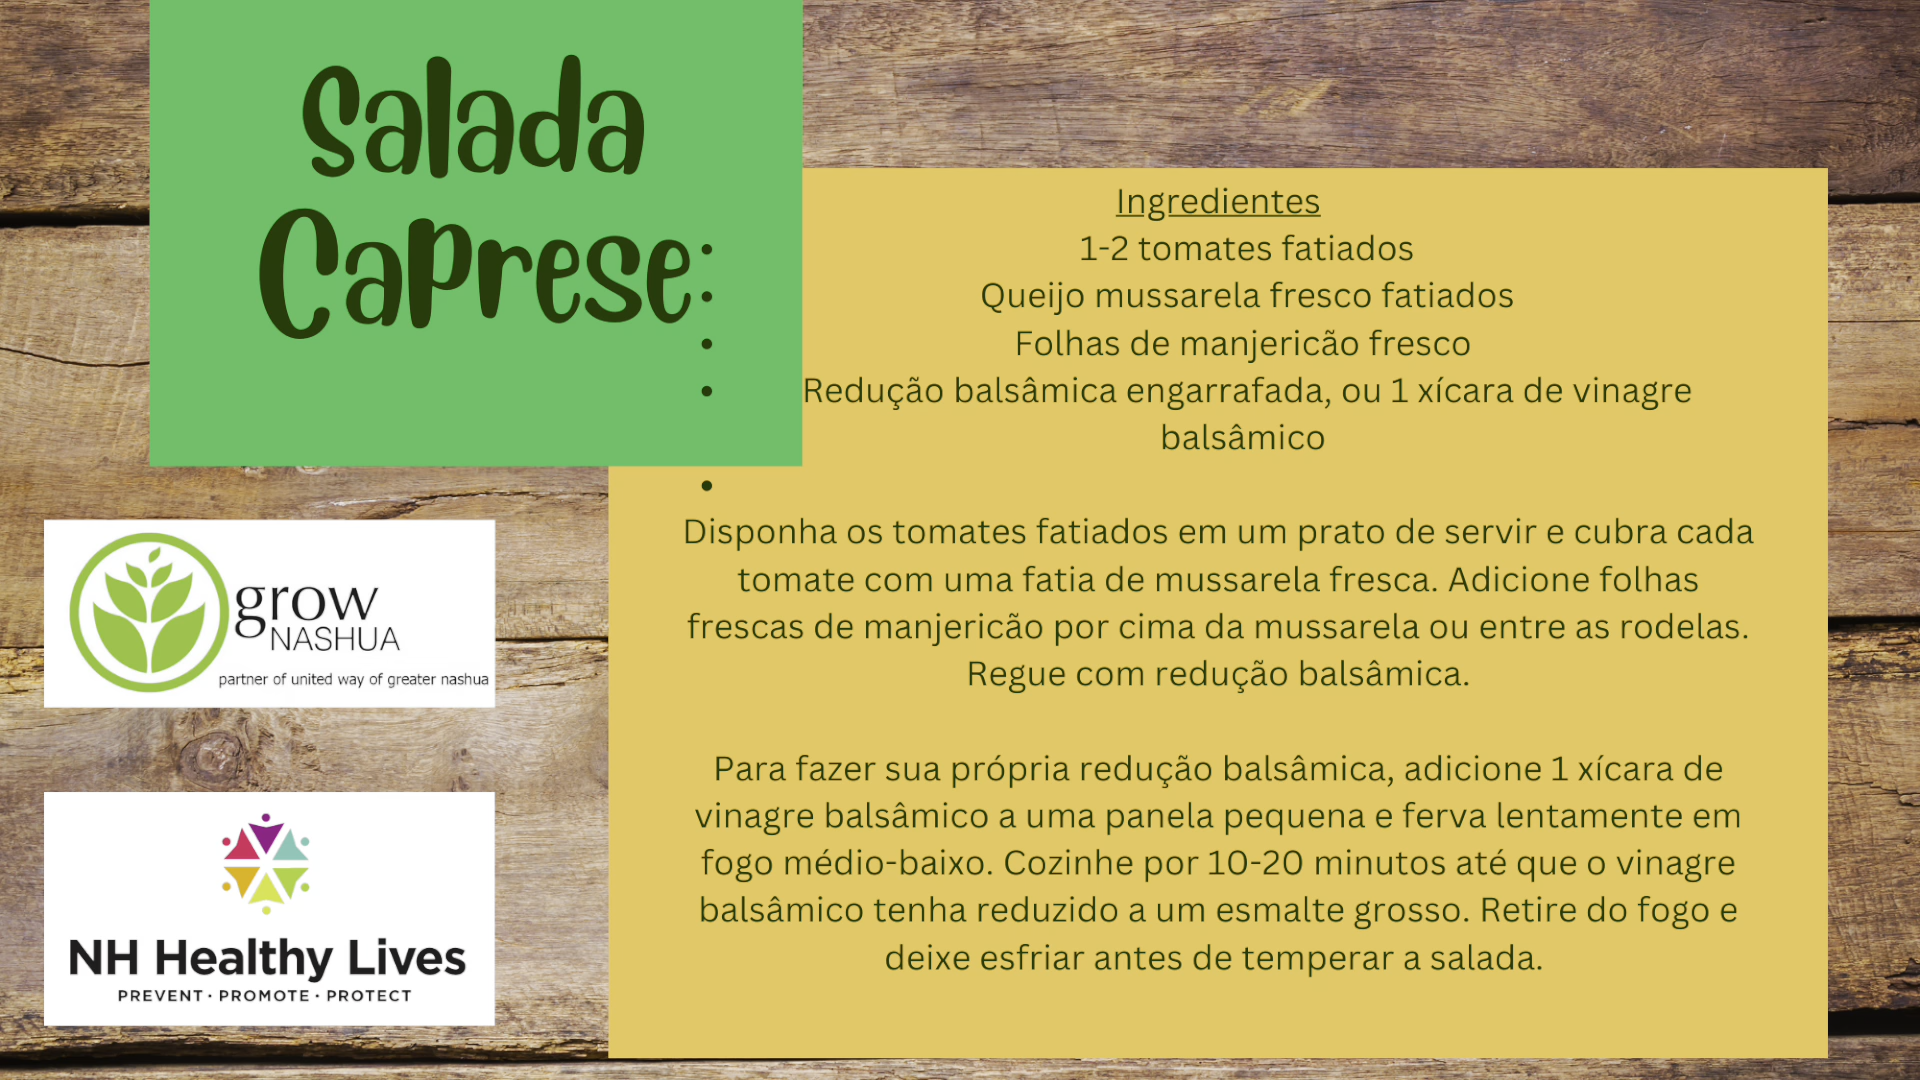 Salada
Caprese
Ingredientes
• 1-2 tomates fatiados
• Queijo mussarela fresco fatiados
• Folhas de manjericão fresco
• Redução balsâmica engarrafada, ou 1 xícara de vinagre
balsâmico
•
Disponha os tomates fatiados em um prato de servir e cubra cada
tomate com uma fatia de mussarela fresca. Adicione folhas
frescas de manjericão por cima da mussarela ou entre as rodelas.
Regue com redução balsâmica.
Para fazer sua própria redução balsâmica, adicione 1 xícara de
vinagre balsâmico a uma panela pequena e ferva lentamente em
fogo médio-baixo. Cozinhe por 10-20 minutos até que o vinagre
balsâmico tenha reduzido a um esmalte grosso. Retire do fogo e
deixe esfriar antes de temperar a salada.
grow
NASHUA
partner of united way of greater nashua
NH Healthy Lives
PREVENT · PROMOTE · PROTECT